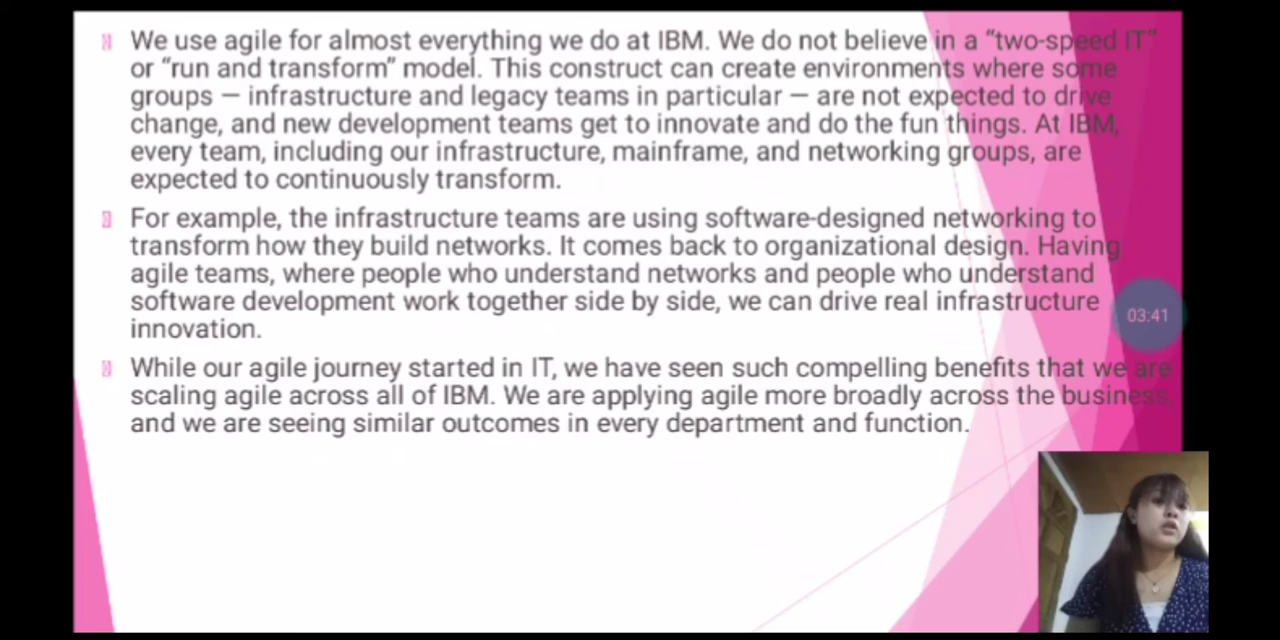 We use agile for almost everything we do at IBM. We do not believe in a “two-speed IT”
or “run and transform” model. This construct can create environments where some
groups — infrastructure and legacy teams in particular — are not expected to drive
change, and new development teams get to innovate and do the fun things. At IBM,
every team, including our infrastructure, mainframe, and networking groups, are
expected to continuously transform.
For example, the infrastructure teams are using software-designed networking to
transform how they build networks. It comes back to organizational design. Having
agile teams, where people who understand networks and people who understand
software development work together side by side, we can drive real infrastructure
innovation.
03:41
While our agile journey started in IT, we have seen such compelling benefits that we are
scaling agile across all of IBM. We are applying agile more broadly across the business,
and we are seeing similar outcomes in every department and function.